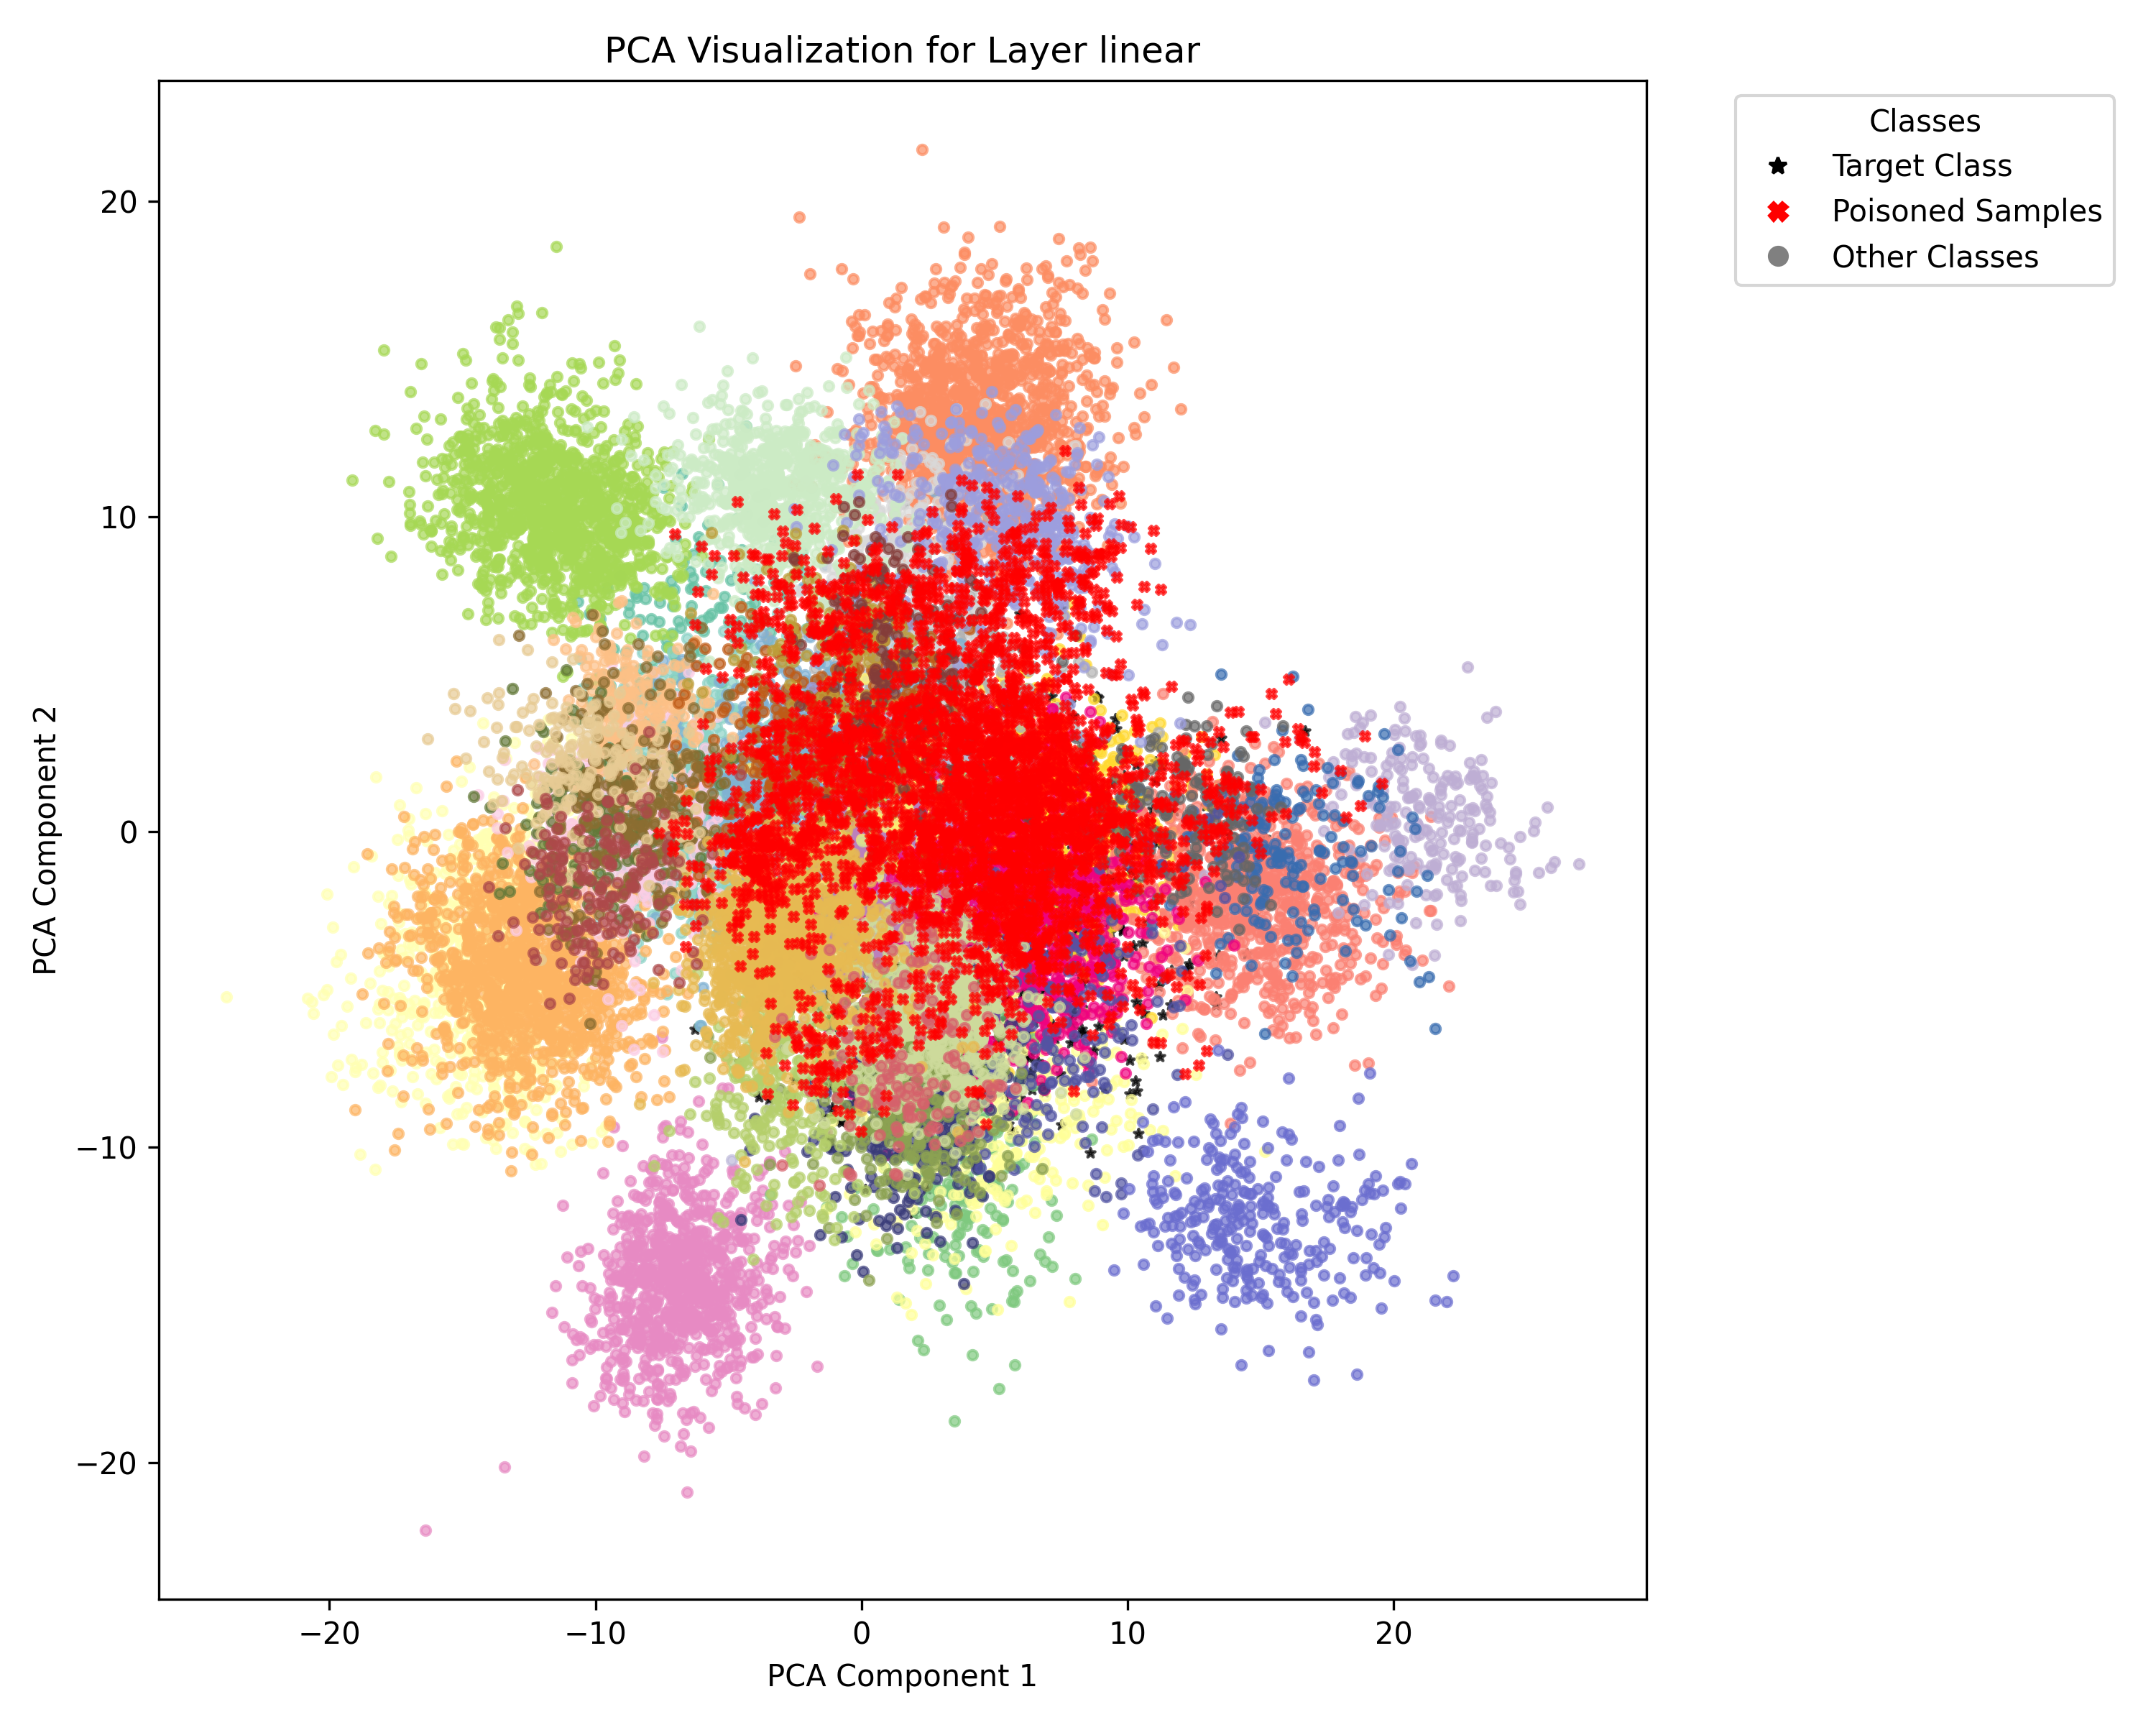 PCA Visualization for Layer linear
Classes
Target Class
Poisoned Samples
Other Classes
20
10
0
−10
−20
PCA Component 2
−20
−10
0
10
20
PCA Component 1